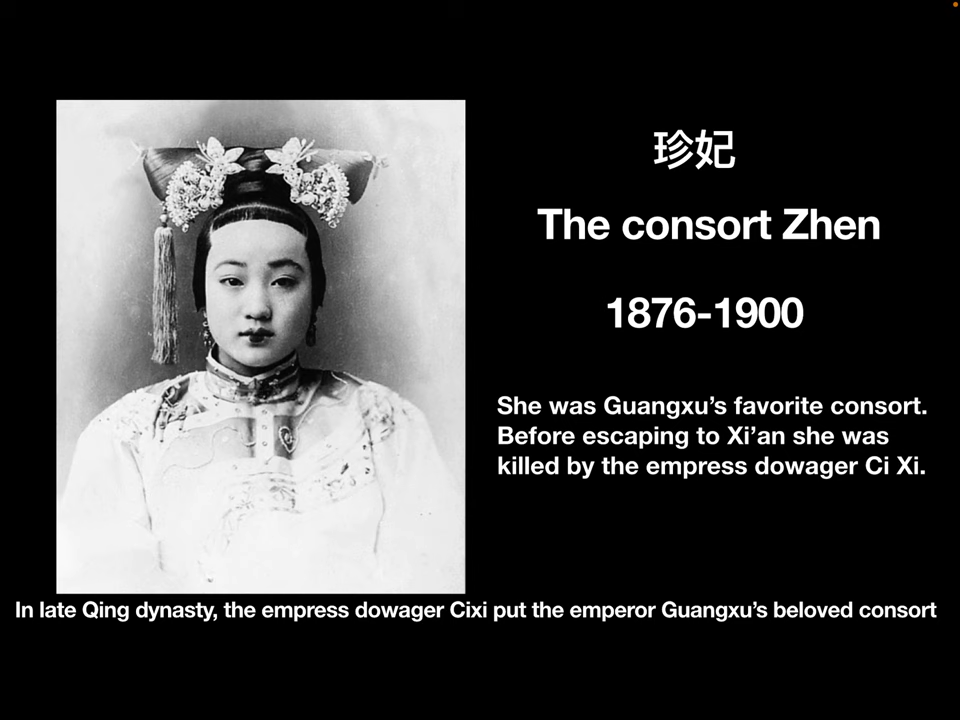 珍妃
The consort Zhen
1876-1900
She was Guangxu’s favorite consort.
Before escaping to Xi’an she was
killed by the empress dowager Ci Xi.
In late Qing dynasty, the empress dowager Cixi put the emperor Guangxu’s beloved consort